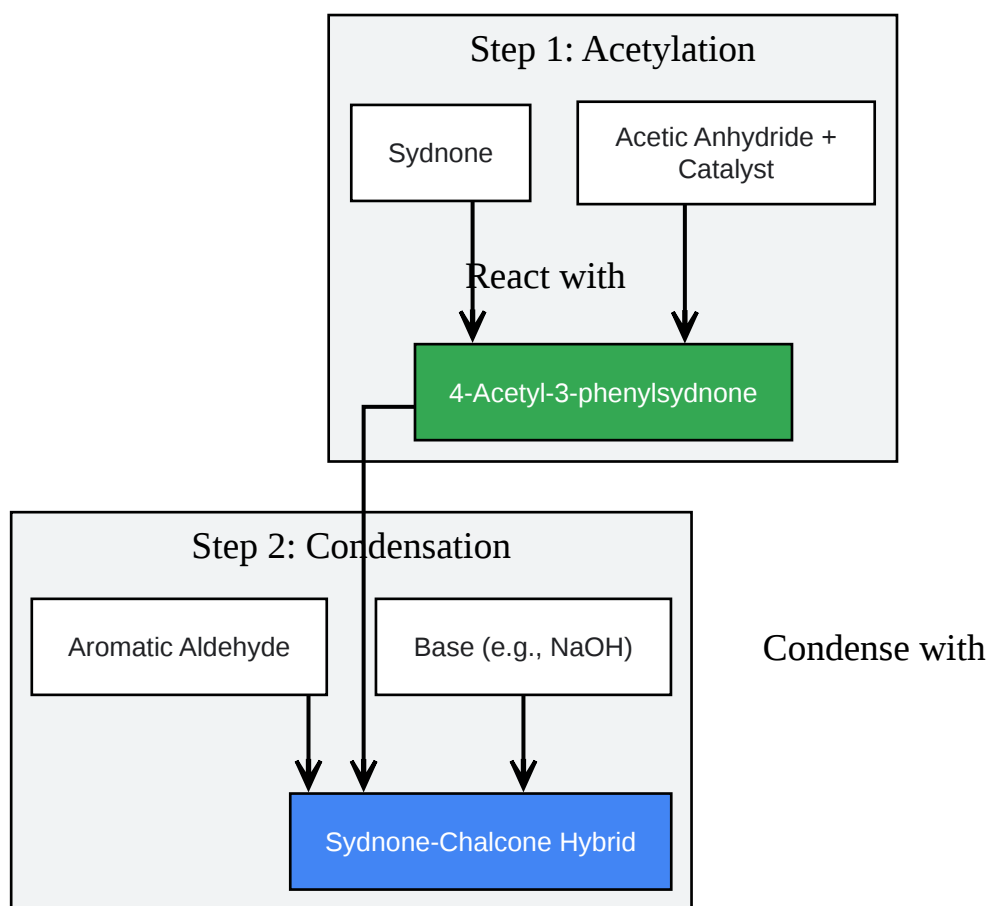 Step 1: Acetylation
Sydnone
Acetic Anhydride +
Catalyst
React with
4-Acetyl-3-phenylsydnone
Step 2: Condensation
Aromatic Aldehyde
Base (e.g., NaOH)
Condense with
Sydnone-Chalcone Hybrid